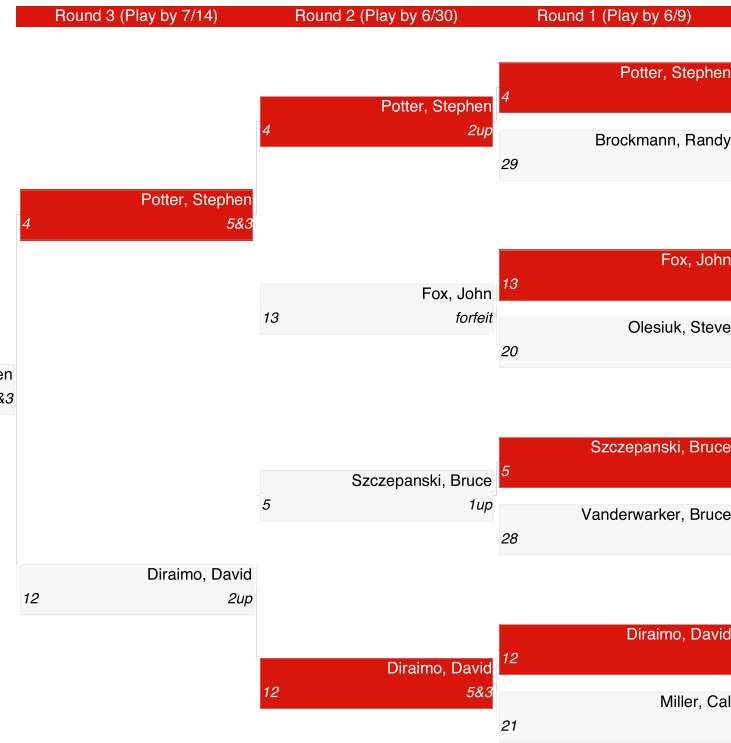 Round 3 (Play by 7/14)
Round 2 (Play by 6/30)
Round 1 (Play by 6/9)
Potter, Stephen
4
Potter, Stephen
4 2up
Brockmann, Randy
29
Potter, Stephen
4 5&3
Fox, John
13
Fox, John
13 forfeit
Olesiuk, Steve
20
en
&3
Szczepanski, Bruce
5
Szczepanski, Bruce
5 1up
Vanderwarker, Bruce
28
Diraimo, David
12 2up
Diraimo, David
12
Diraimo, David
12 5&3
Miller, Cal
21